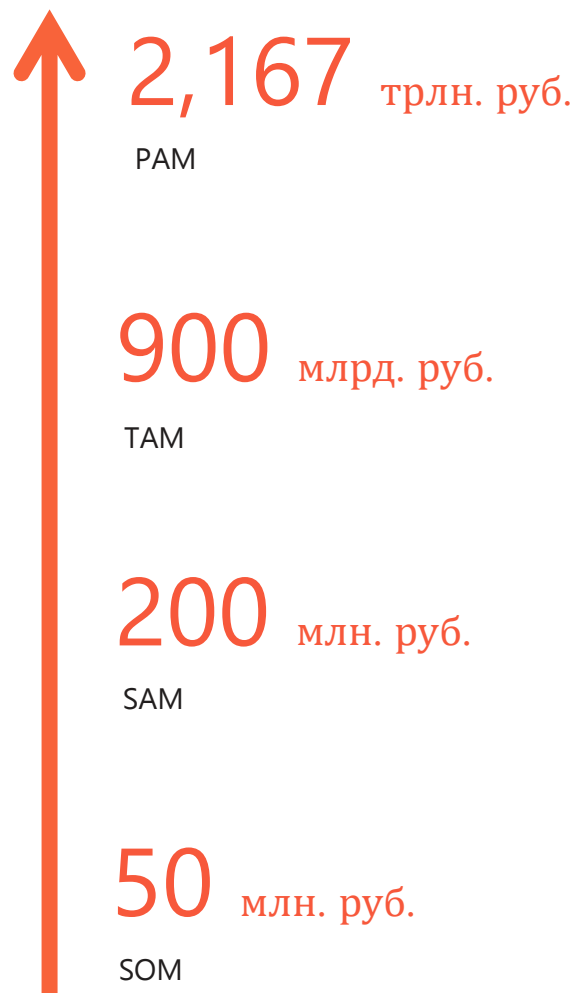 2,167 трлн. руб.
PAM
900 млрд. руб.
TAM
200 млн. руб.
SAM
50 млн. руб.
SOM